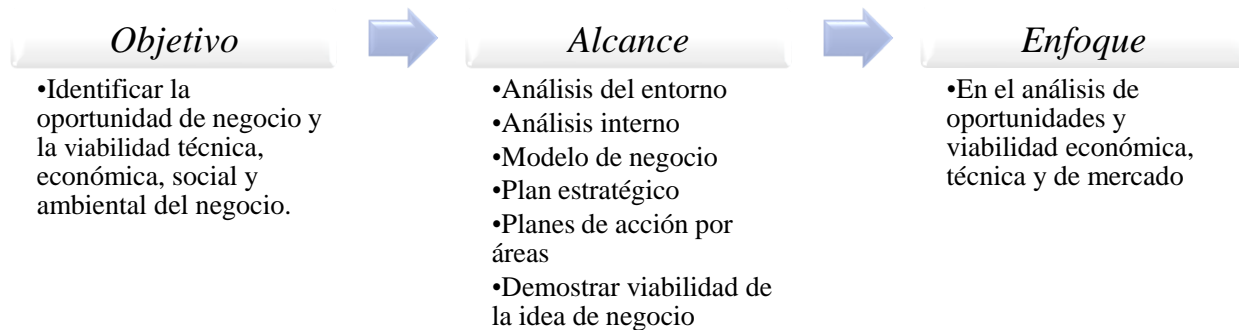 Objetivo
•Identificar la
oportunidad de negocio y
la viabilidad técnica,
económica, social y
ambiental del negocio.
Alcance
•Análisis del entorno
•Análisis interno
•Modelo de negocio
•Plan estratégico
•Planes de acción por
áreas
•Demostrar viabilidad de
la idea de negocio
Enfoque
•En el análisis de
oportunidades y
viabilidad económica,
técnica y de mercado